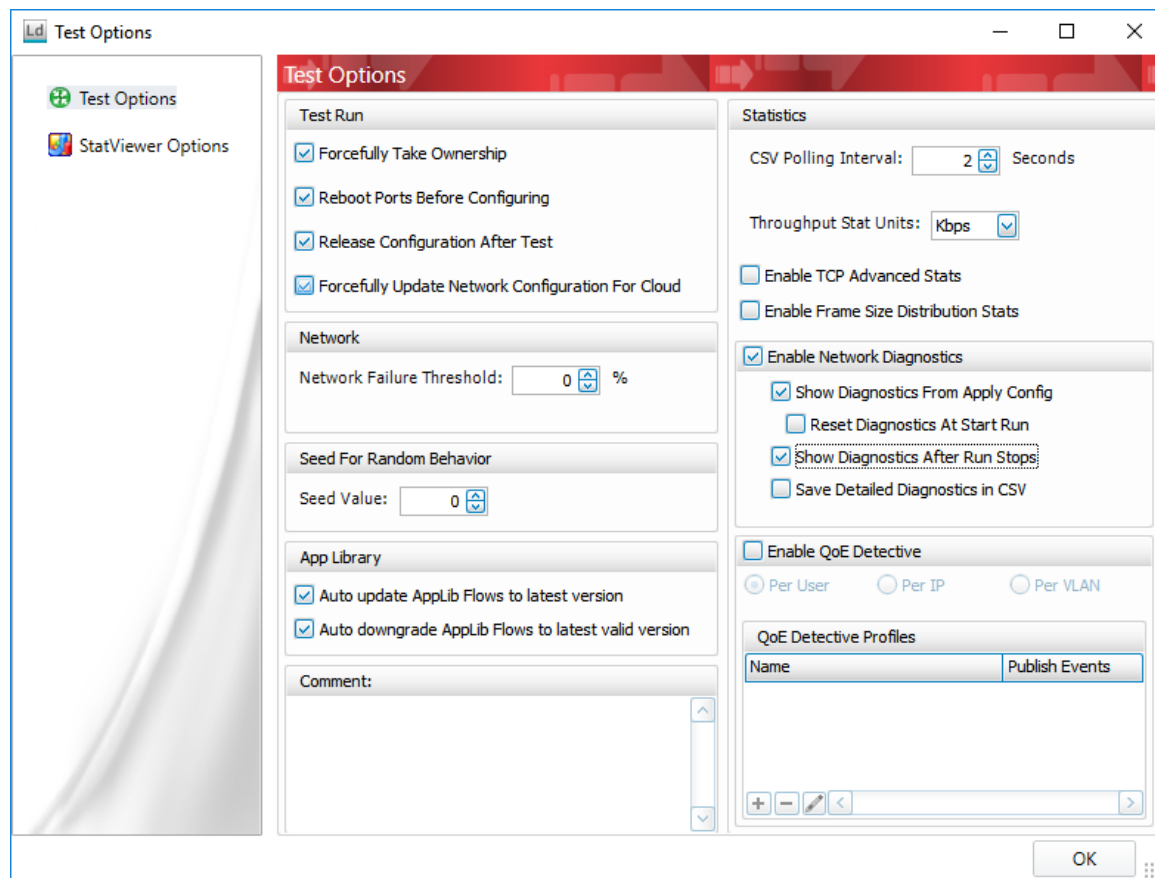 Ld Test Options
Test Options
StatViewer Options
Test Options
Test Run
Forcefully Take Ownership
Reboot Ports Before Configuring
Release Configuration After Test
Forcefully Update Network Configuration For Cloud
Network
Network Failure Threshold: 0 %
Seed For Random Behavior
Seed Value: 0
App Library
Auto update AppLib Flows to latest version
Auto downgrade AppLib Flows to latest valid version
Comment:
Statistics
CSV Polling Interval: 2 Seconds
Throughput Stat Units: Kbps
Enable TCP Advanced Stats
Enable Frame Size Distribution Stats
Enable Network Diagnostics
Show Diagnostics From Apply Config
Reset Diagnostics At Start Run
Show Diagnostics After Run Stops
Save Detailed Diagnostics in CSV
Enable QoE Detective
Per User Per IP Per VLAN
QoE Detective Profiles
Name Publish Events
OK